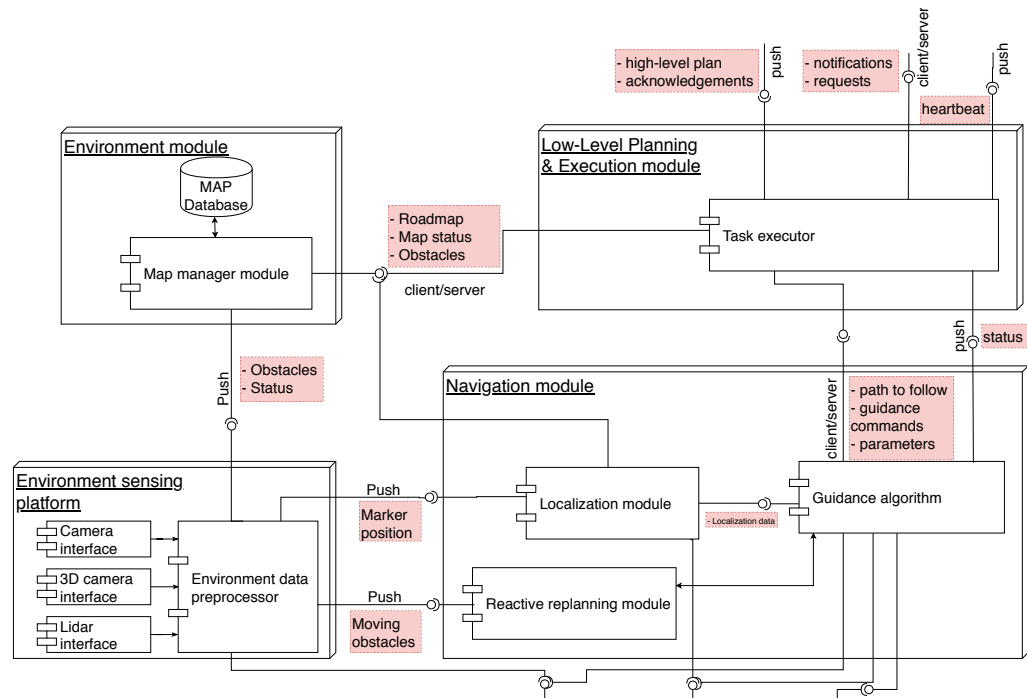 - high-level plan
- acknowledgements
push
- notifications
- requests
client/server
push
heartbeat
Environment module
MAP
Database
Map manager module
- Roadmap
- Map status
- Obstacles
client/server
Low-Level Planning
& Execution module
Task executor
Push
- Obstacles
- Status
push
status
Navigation module
client/server
- path to follow
- guidance
commands
- parameters
Environment sensing
platform
Camera
interface
3D camera
interface
Lidar
interface
Environment data
preprocessor
Push
Marker
position
Localization module
- Localization data
Guidance algorithm
Push
Moving
obstacles
Reactive replanning module